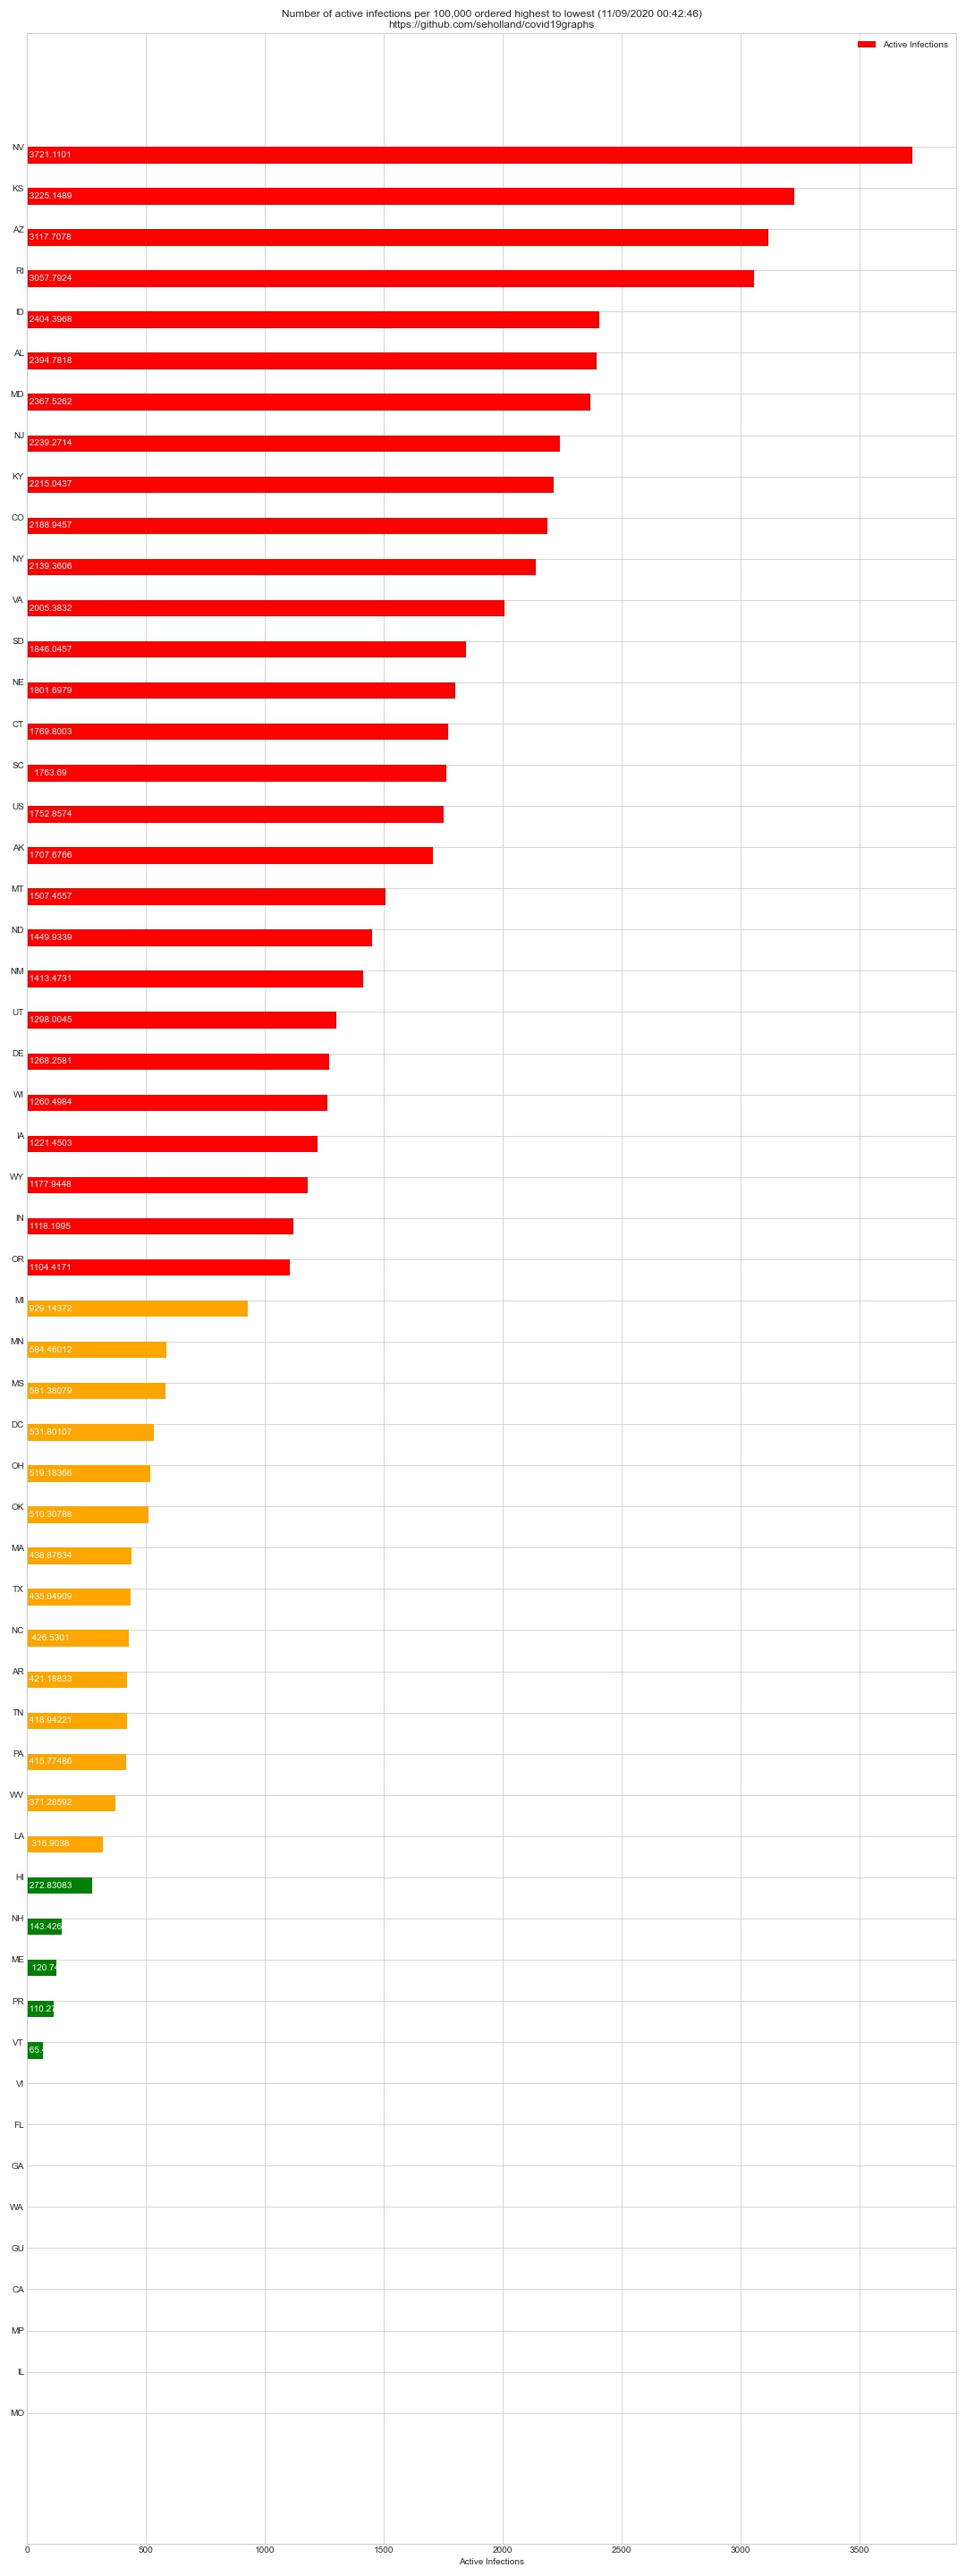 Number of active infections per 100,000 ordered highest to lowest (11/09/2020 00:42:46)
https://github.com/seholland/covid19graphs
Active Infections
NV 3721.1101
KS 3225.1489
AZ 3117.7078
RI 3057.7924
ID 2404.3968
AL 2394.7818
MD 2367.5262
NJ 2239.2714
KY 2215.0437
CO 2188.9457
NY 2139.3606
VA 2005.3832
SD 1846.0457
NE 1801.6979
CT 1769.8003
SC 1763.69
US 1752.8574
AK 1707.6766
MT 1507.4557
ND 1449.9339
NM 1413.4731
UT 1298.0045
DE 1268.2581
WI 1260.4984
IA 1221.4503
WY 1177.9448
IN 1118.1995
OR 1104.4171
MI 929.14372
MN 584.46012
MS 581.38079
DC 531.80107
OH 519.18366
OK 510.30788
MA 438.87634
TX 435.04909
NC 426.5301
AR 421.18833
TN 418.94221
PA 415.77486
WV 371.28592
LA 316.9038
HI 272.83083
NH 143.426
ME 120.74
PR 110.27
VT 65.
VI
FL
GA
WA
GU
CA
MP
IL
MO
0 500 1000 1500 2000 2500 3000 3500
Active Infections